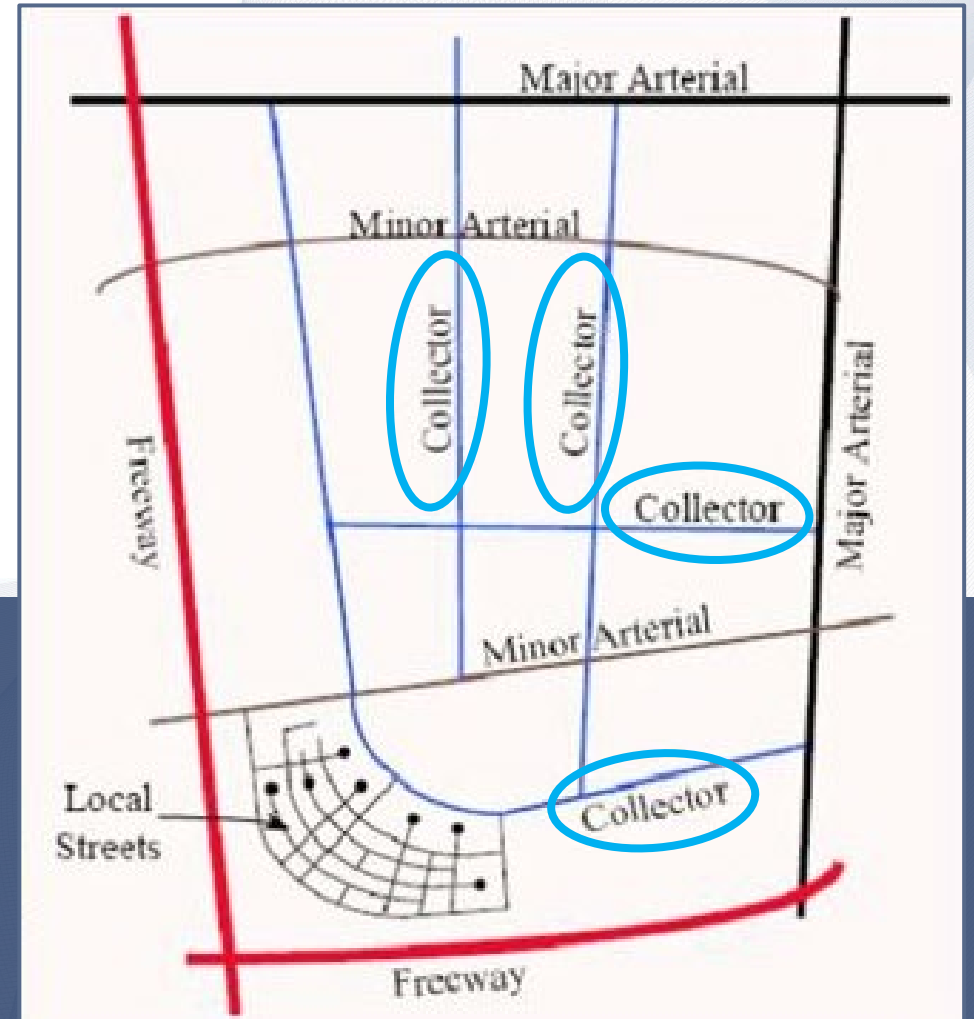 Major Arterial
Minor Arterial
Collector
Collector
Major Arterial
Freeway
Collector
Minor Arterial
Local
Streets
Collector
Freeway